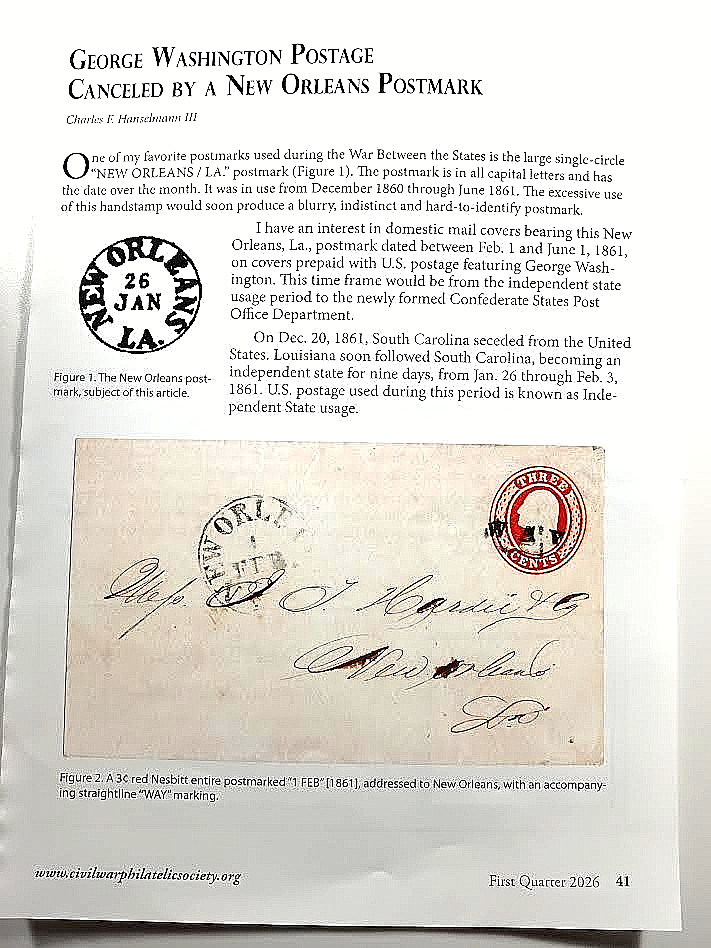 GEORGE WASHINGTON POSTAGE
CANCELED BY A NEW ORLEANS POSTMARK
Charles F. Hanselmann III
One of my favorite postmarks used during the War Between the States is the large single-circle
“NEW ORLEANS / LA.” postmark (Figure 1). The postmark is in all capital letters and has
the date over the month. It was in use from December 1860 through June 1861. The excessive use
of this handstamp would soon produce a blurry, indistinct and hard-to-identify postmark.
NEW ORLEANS
26
JAN
LA.
Figure 1. The New Orleans post-
mark, subject of this article.
I have an interest in domestic mail covers bearing this New
Orleans, La., postmark dated between Feb. 1 and June 1, 1861,
on covers prepaid with U.S. postage featuring George Wash-
ington. This time frame would be from the independent state
usage period to the newly formed Confederate States Post
Office Department.
On Dec. 20, 1861, South Carolina seceded from the United
States. Louisiana soon followed South Carolina, becoming an
independent state for nine days, from Jan. 26 through Feb. 3,
1861. U.S. postage used during this period is known as Inde-
pendent State usage.
EW ORLE
1
FEB.
THREE
WAY
CENTS
Mess. J. Hardie & Co
New Orleans
La
Figure 2. A 3¢ red Nesbitt entire postmarked “1 FEB” [1861], addressed to New Orleans, with an accompany-
ing straightline “WAY” marking.
www.civilwarphilatelicsociety.org
First Quarter 2026 41